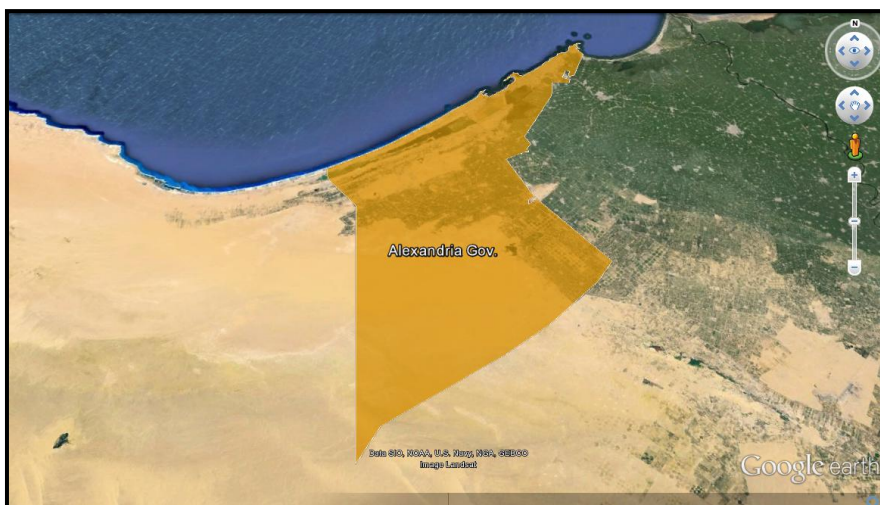 N
Alexandria Gov.
Data SIO, NOAA, U.S. Navy, NGA, GEBCO
Image Landsat
Google earth